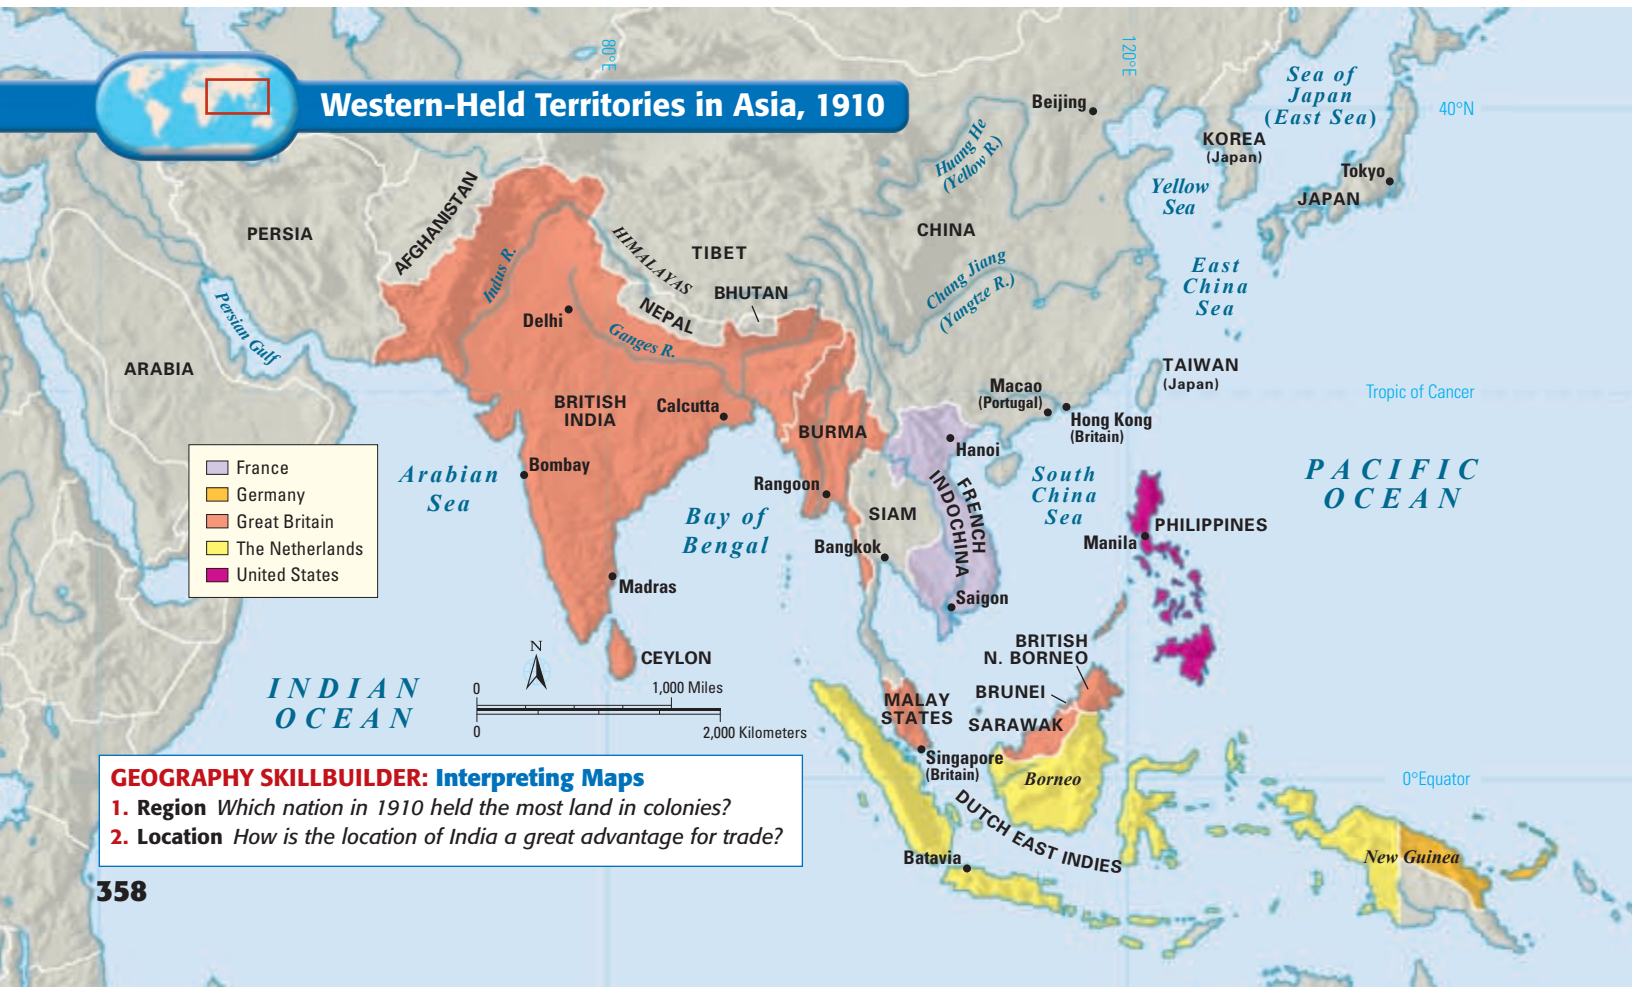 Western-Held Territories in Asia, 1910
80°E
120°E
40°N
Sea of
Japan
(East Sea)
Beijing
KOREA
(Japan)
Tokyo
JAPAN
Huang He
(Yellow R.)
Yellow
Sea
AFGHANISTAN
PERSIA
CHINA
TIBET
HIMALAYAS
Indus R.
BHUTAN
NEPAL
Chang Jiang
(Yangtze R.)
East
China
Sea
Persian Gulf
Delhi
Ganges R.
ARABIA
TAIWAN
(Japan)
Tropic of Cancer
Macao
(Portugal)
Hong Kong
(Britain)
BRITISH
INDIA
Calcutta
BURMA
Hanoi
France
Germany
Great Britain
The Netherlands
United States
Arabian
Sea
Bombay
Rangoon
Bay of
Bengal
SIAM
Bangkok
FRENCH
INDOCHINA
South
China
Sea
PACIFIC
OCEAN
PHILIPPINES
Manila
Madras
Saigon
CEYLON
N
BRITISH
N. BORNEO
BRUNEI
SARAWAK
MALAY
STATES
INDIAN
OCEAN
0
1,000 Miles
0
2,000 Kilometers
Singapore
(Britain)
Borneo
0°Equator
DUTCH EAST INDIES
Batavia
New Guinea
GEOGRAPHY SKILLBUILDER: Interpreting Maps
1. Region Which nation in 1910 held the most land in colonies?
2. Location How is the location of India a great advantage for trade?
358